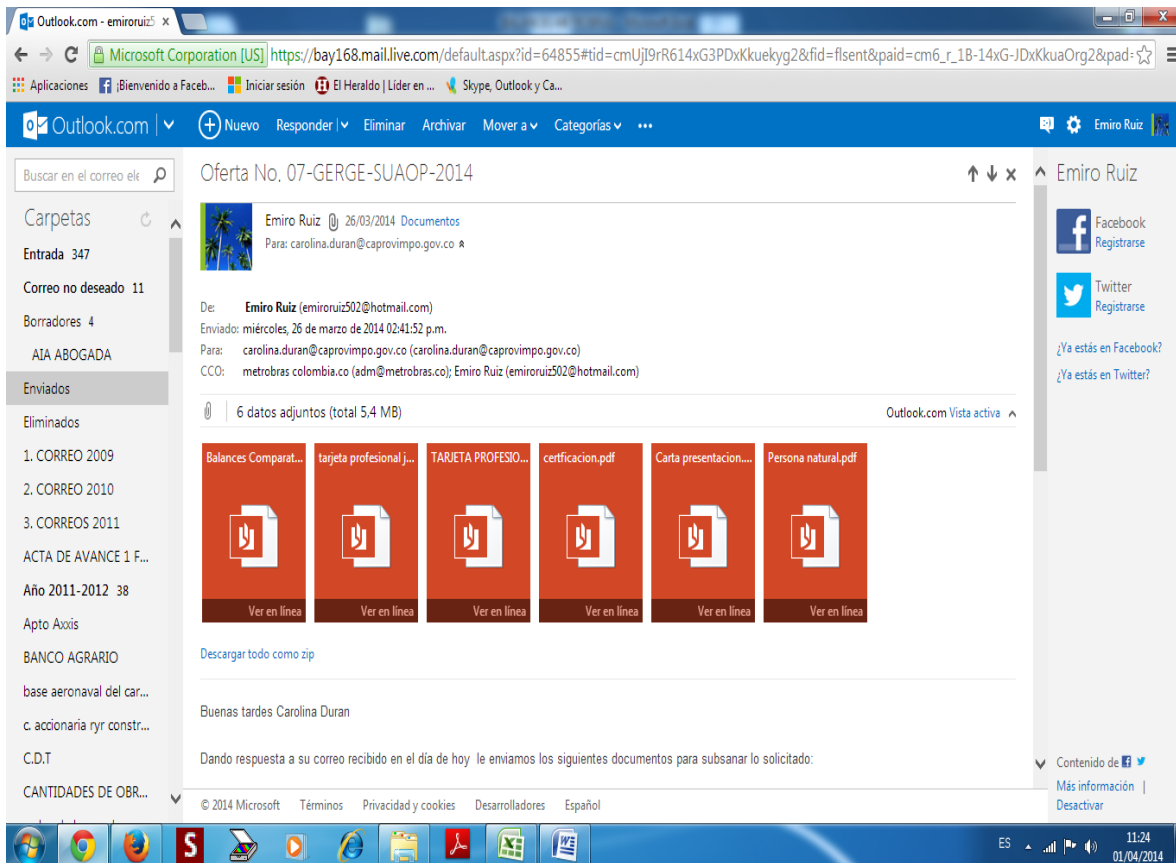 Outlook.com - emiroruiz5
Microsoft Corporation [US] https://bay168.mail.live.com/default.aspx?id=64855#tid=cmUjI9rR614xG3PDxKkuekyg2&fid=flsent&paid=cm6_r_1B-14xG-JDxKkuaOrg2&pad=
Aplicaciones ¡Bienvenido a Faceb... Iniciar sesión El Heraldo | Líder en ... Skype, Outlook y Ca...
Outlook.com Nuevo Responder Eliminar Archivar Mover a Categorías ••• Emiro Ruiz
Buscar en el correo ele
Carpetas
Entrada 347
Correo no deseado 11
Borradores 4
AIA ABOGADA
Enviados
Eliminados
1. CORREO 2009
2. CORREO 2010
3. CORREOS 2011
ACTA DE AVANCE 1 F...
Año 2011-2012 38
Apto Axxis
BANCO AGRARIO
base aeronaval del car...
c. accionaria ryr constr...
C.D.T
CANTIDADES DE OBR...
Oferta No. 07-GERGE-SUAOP-2014
Emiro Ruiz 26/03/2014 Documentos
Para: carolina.duran@caprovimpo.gov.co
De: Emiro Ruiz (emiroruiz502@hotmail.com)
Enviado: miércoles, 26 de marzo de 2014 02:41:52 p.m.
Para: carolina.duran@caprovimpo.gov.co (carolina.duran@caprovimpo.gov.co)
CCO: metrobras colombia.co (adm@metrobras.co); Emiro Ruiz (emiroruiz502@hotmail.com)
6 datos adjuntos (total 5,4 MB) Outlook.com Vista activa
Balances Comparat... tarjeta profesional j... TARJETA PROFESIO... certficacion.pdf Carta presentacion.... Persona natural.pdf
Ver en línea Ver en línea Ver en línea Ver en línea Ver en línea Ver en línea
Descargar todo como zip
Buenas tardes Carolina Duran
Dando respuesta a su correo recibido en el día de hoy le enviamos los siguientes documentos para subsanar lo solicitado:
© 2014 Microsoft Términos Privacidad y cookies Desarrolladores Español
Emiro Ruiz
Facebook
Registrarse
Twitter
Registrarse
¿Ya estás en Facebook?
¿Ya estás en Twitter?
Contenido de
Más información |
Desactivar
ES 11:24
01/04/2014